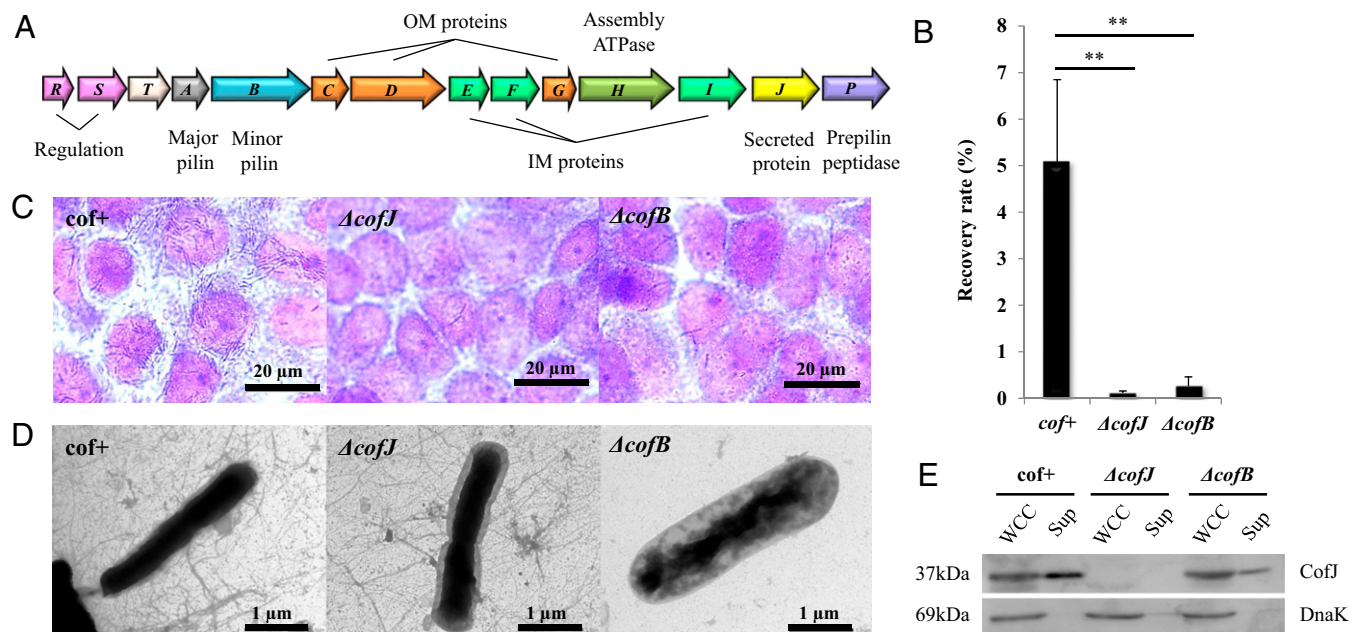 A
OM proteins
Assembly
ATPase
R S T A B C D E F G H I J P
Regulation
Major
pilin
Minor
pilin
IM proteins
Secreted
protein
Prepilin
peptidase
B
**
**
Recovery rate (%)
8
7
6
5
4
3
2
1
0
cof+ ΔcofJ ΔcofB
C
cof+ ΔcofJ ΔcofB
20 µm 20 µm 20 µm
D
cof+ ΔcofJ ΔcofB
1 µm 1 µm 1 µm
E
cof+ ΔcofJ ΔcofB
WCC Sup WCC Sup WCC Sup
37kDa CofJ
69kDa DnaK